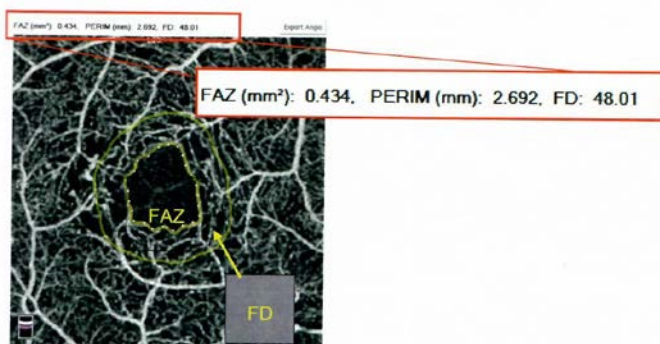 FAZ (mm²): 0.434, PERIM (mm): 2.692, FD: 48.01
Export Angio
FAZ (mm²): 0.434, PERIM (mm): 2.692, FD: 48.01
FAZ
FD